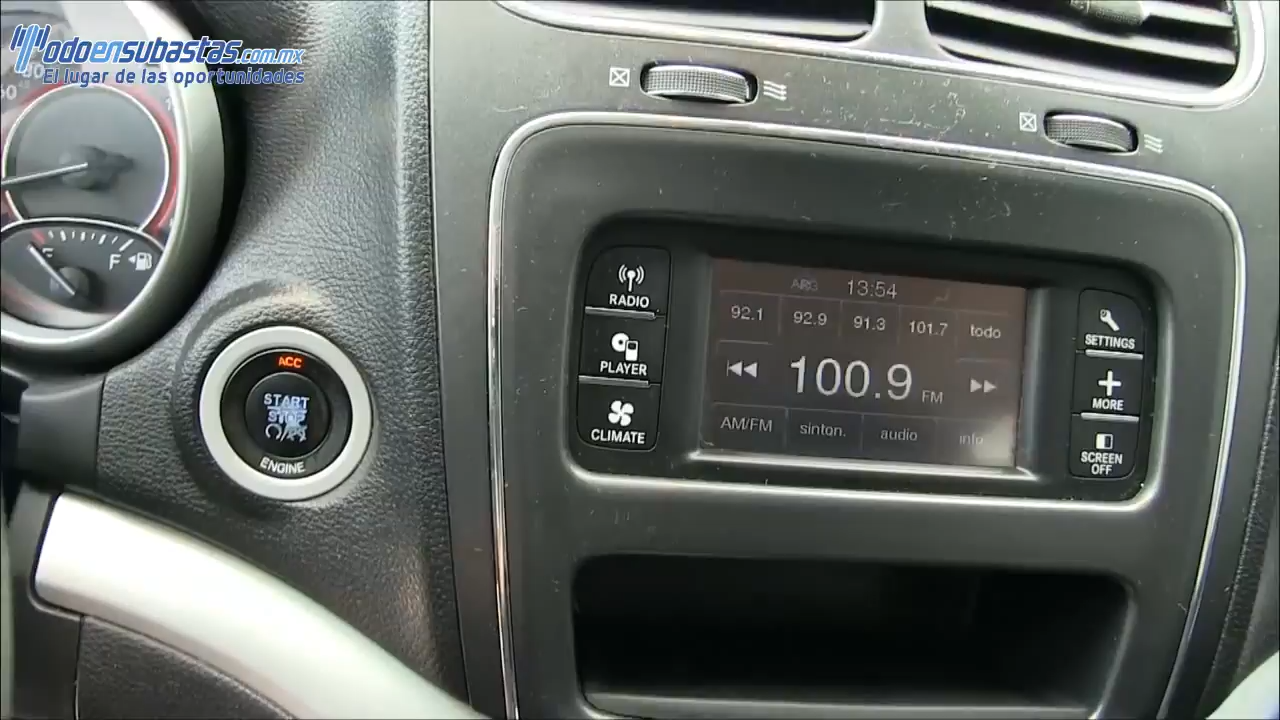 Todoensubastas.com.mx
El lugar de las oportunidades
F
ACC
START
STOP
ENGINE
RADIO
PLAYER
CLIMATE
13:54
92.1 92.9 91.3 101.7 todo
100.9 FM
AM/FM sinton. audio info
SETTINGS
MORE
SCREEN
OFF